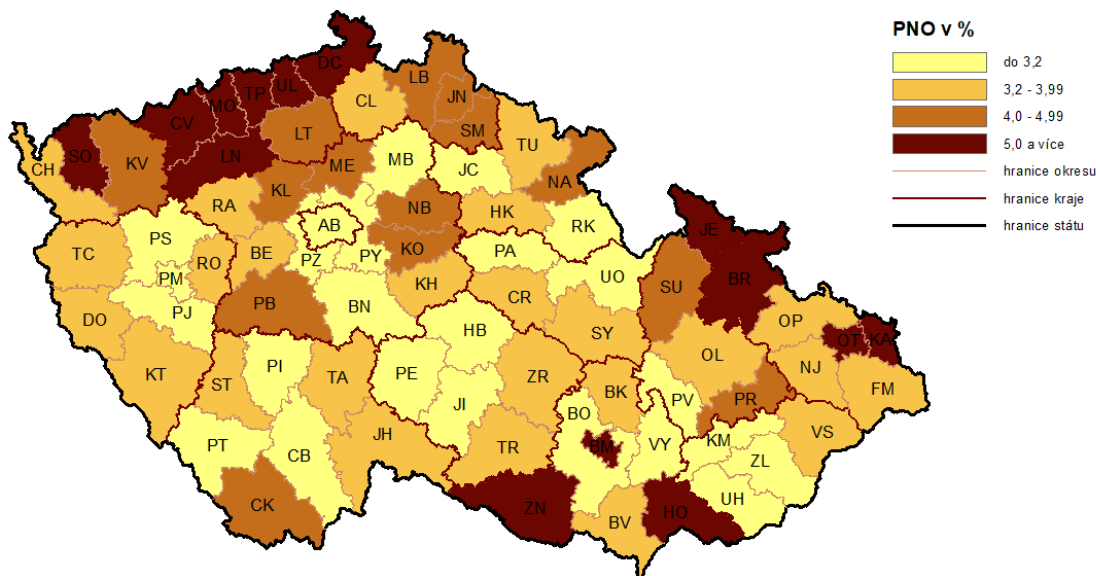 PNO v %
do 3,2
3,2 - 3,99
4,0 - 4,99
5,0 a více
hranice okresu
hranice kraje
hranice státu
DC
LB
UL
TP
JN
MO
CL
CV
SM
LT
TU
LN
SO
KV
MB
ME
JC
CH
NA
KL
RA
NB
HK
AB
RK
JE
PS
KO
TC
RO
BE
PZ
PY
PA
UO
PM
BR
KH
SU
CR
PB
PJ
BN
DO
OP
HB
SY
OT
KA
OL
NJ
KT
PI
ST
TA
PE
ZR
BK
FM
PV
PR
JI
BO
JH
VS
KM
PT
CB
TR
BM
VY
ZL
UH
CK
ZN
HO
BV